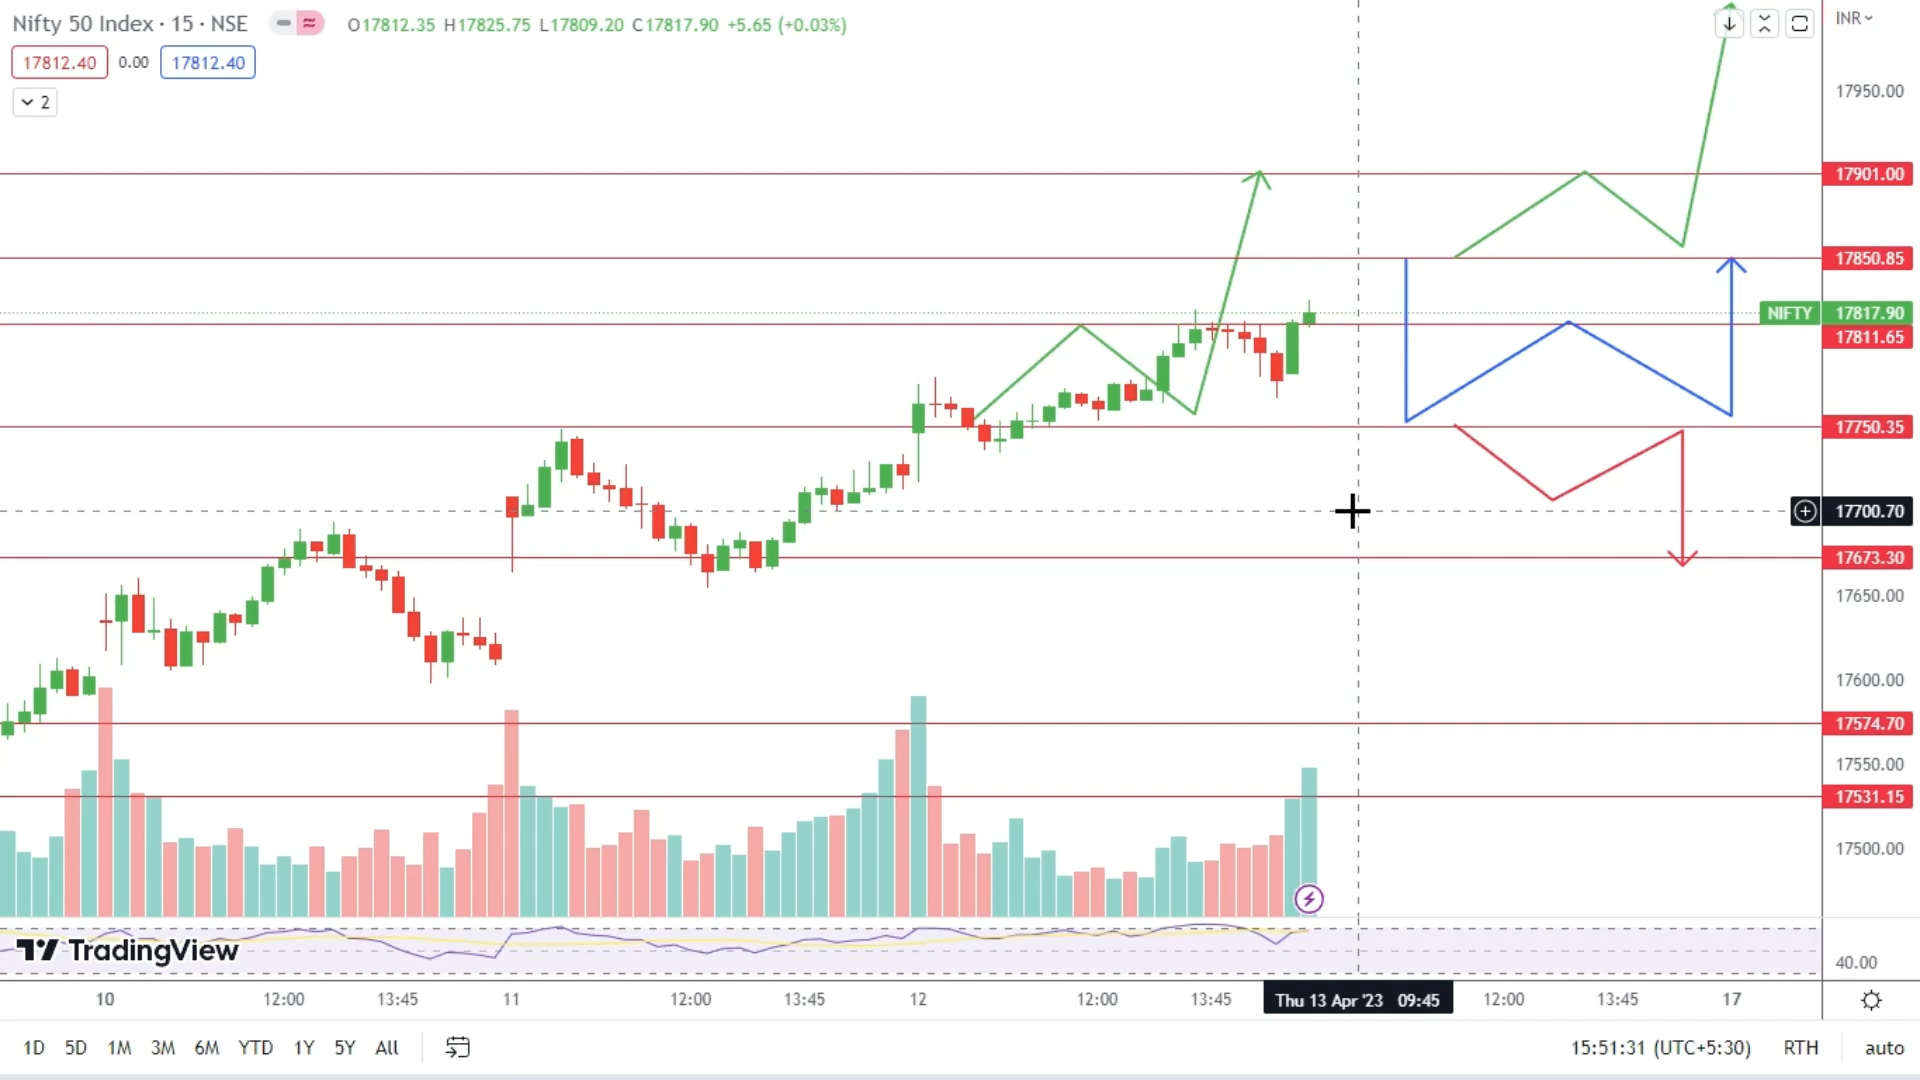 Nifty 50 Index · 15 · NSE O17812.35 H17825.75 L17809.20 C17817.90 +5.65 (+0.03%)
17812.40 0.00 17812.40
2
INR
17950.00
17901.00
17850.85
NIFTY 17817.90
17811.65
17750.35
17700.70
17673.30
17650.00
17600.00
17574.70
17550.00
17531.15
17500.00
TradingView
40.00
10 12:00 13:45 11 12:00 13:45 12 12:00 13:45 Thu 13 Apr '23 09:45 12:00 13:45 17
1D 5D 1M 3M 6M YTD 1Y 5Y All 15:51:31 (UTC+5:30) RTH auto